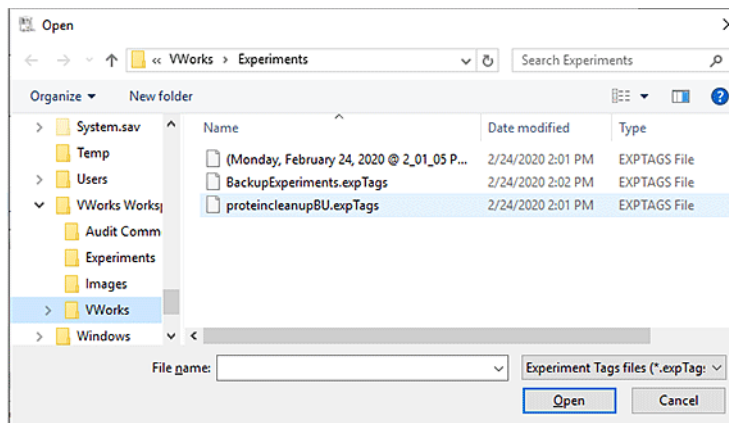 Open
« VWorks › Experiments
Search Experiments
Organize
New folder
Name
Date modified
Type
System.sav
Temp
Users
VWorks Works
Audit Comm
Experiments
Images
VWorks
Windows
(Monday, February 24, 2020 @ 2_01_05 P...
2/24/2020 2:01 PM
EXPTAGS File
BackupExperiments.expTags
2/24/2020 2:02 PM
EXPTAGS File
proteincleanupBU.expTags
2/24/2020 2:01 PM
EXPTAGS File
File name:
Experiment Tags files (*.expTag:
Open
Cancel